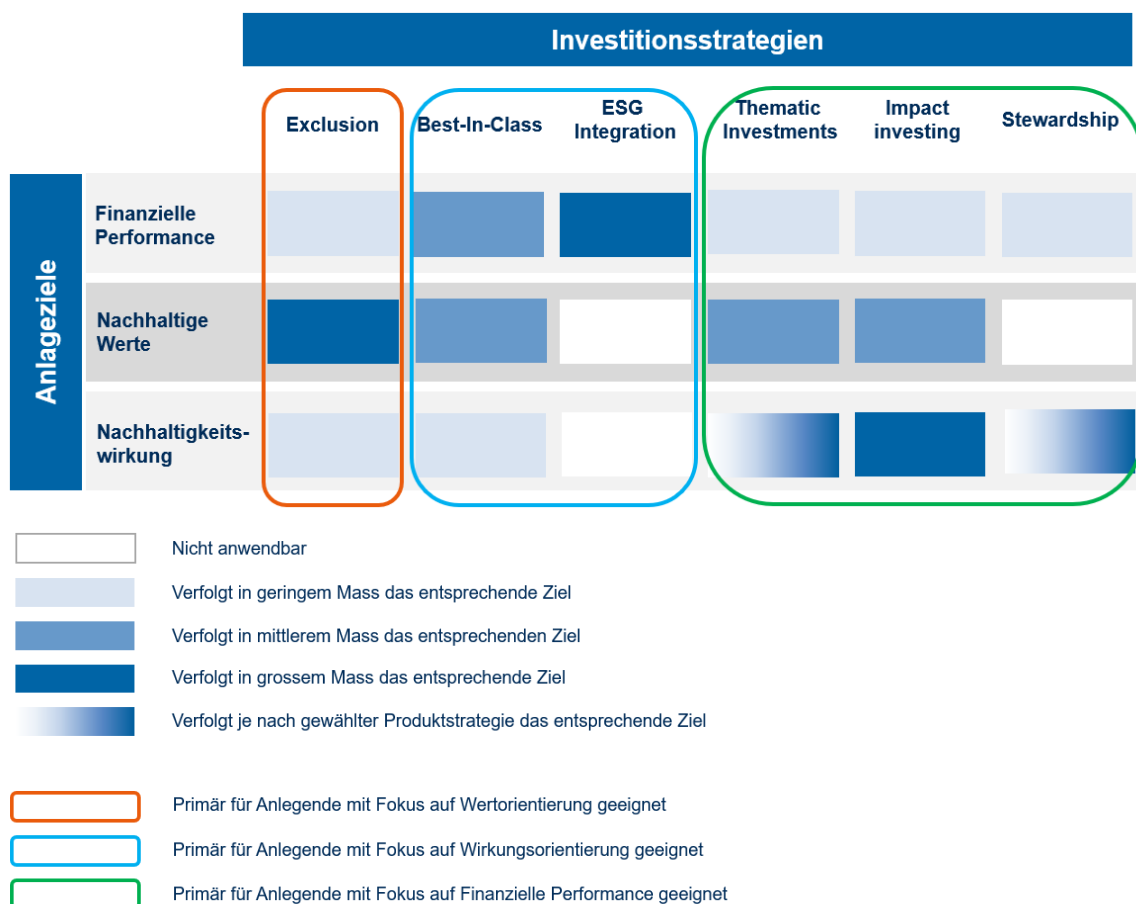 Investitionsstrategien
Exclusion
Best-In-Class
ESG
Integration
Thematic
Investments
Impact
investing
Stewardship
Anlageziele
Finanzielle
Performance
Nachhaltige
Werte
Nachhaltigkeits-
wirkung
Nicht anwendbar
Verfolgt in geringem Mass das entsprechende Ziel
Verfolgt in mittlerem Mass das entsprechenden Ziel
Verfolgt in grossem Mass das entsprechende Ziel
Verfolgt je nach gewählter Produktstrategie das entsprechende Ziel
Primär für Anlegende mit Fokus auf Wertorientierung geeignet
Primär für Anlegende mit Fokus auf Wirkungsorientierung geeignet
Primär für Anlegende mit Fokus auf Finanzielle Performance geeignet